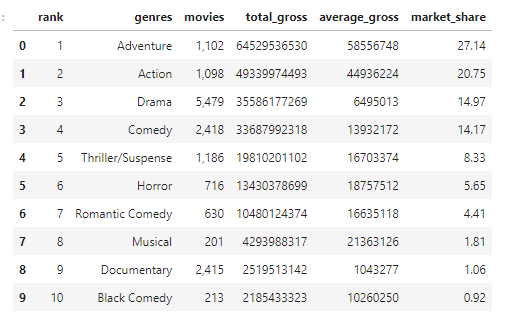 : rank genres movies total_gross average_gross market_share
0 1 Adventure 1,102 64529536530 58556748 27.14
1 2 Action 1,098 49339974493 44936224 20.75
2 3 Drama 5,479 35586177269 6495013 14.97
3 4 Comedy 2,418 33687992318 13932172 14.17
4 5 Thriller/Suspense 1,186 19810201102 16703374 8.33
5 6 Horror 716 13430378699 18757512 5.65
6 7 Romantic Comedy 630 10480124374 16635118 4.41
7 8 Musical 201 4293988317 21363126 1.81
8 9 Documentary 2,415 2519513142 1043277 1.06
9 10 Black Comedy 213 2185433323 10260250 0.92